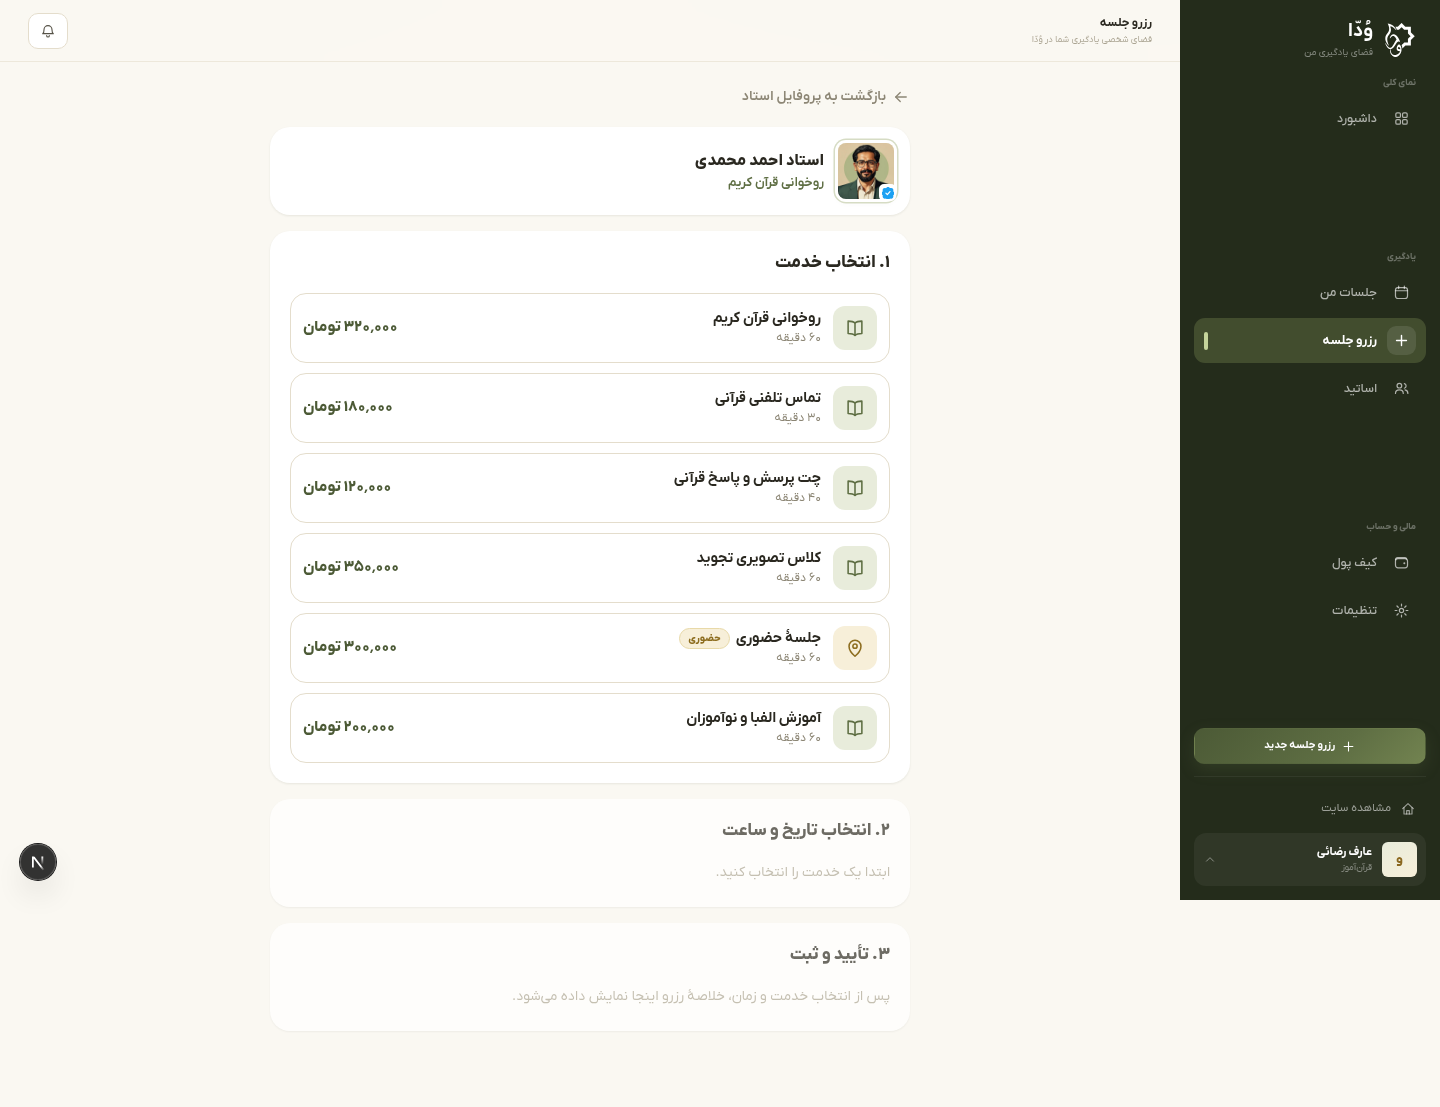 وُدّا
فضای یادگیری من
نمای کلی
داشبورد
یادگیری
جلسات من
رزرو جلسه
اساتید
مالی و حساب
کیف پول
تنظیمات
رزرو جلسه جدید
مشاهده سایت
و
عارف رضائی
قرآن‌آموز
رزرو جلسه
فضای شخصی یادگیری شما در وُدّا
بازگشت به پروفایل استاد
استاد احمد محمدی
روخوانی قرآن کریم
۱. انتخاب خدمت
روخوانی قرآن کریم
۶۰ دقیقه
۳۲۰٬۰۰۰ تومان
تماس تلفنی قرآنی
۳۰ دقیقه
۱۸۰٬۰۰۰ تومان
چت پرسش و پاسخ قرآنی
۴۰ دقیقه
۱۲۰٬۰۰۰ تومان
کلاس تصویری تجوید
۶۰ دقیقه
۳۵۰٬۰۰۰ تومان
جلسهٔ حضوری حضوری
۶۰ دقیقه
۳۰۰٬۰۰۰ تومان
آموزش الفبا و نوآموزان
۶۰ دقیقه
۲۰۰٬۰۰۰ تومان
۲. انتخاب تاریخ و ساعت
ابتدا یک خدمت را انتخاب کنید.
۳. تأیید و ثبت
پس از انتخاب خدمت و زمان، خلاصهٔ رزرو اینجا نمایش داده می‌شود.
N